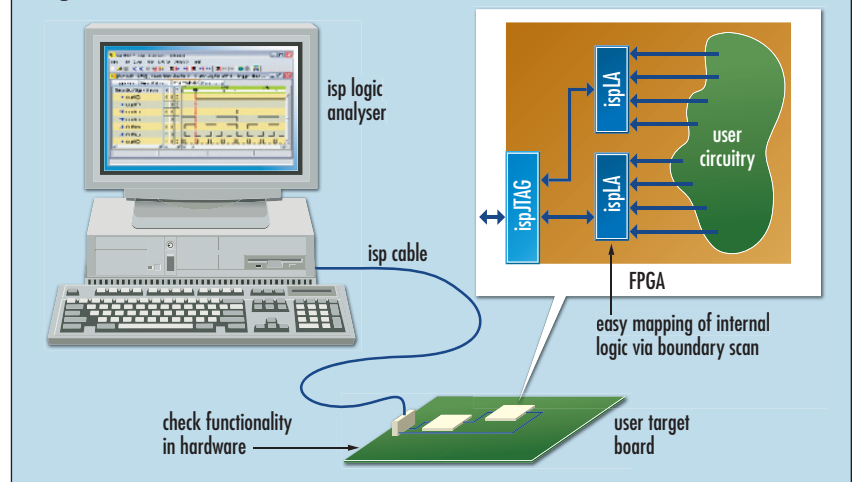 isp logic
analyser
ispLA
ispLA
ispJTAG
user
circuitry
FPGA
isp cable
easy mapping of internal
logic via boundary scan
check functionality
in hardware
user target
board